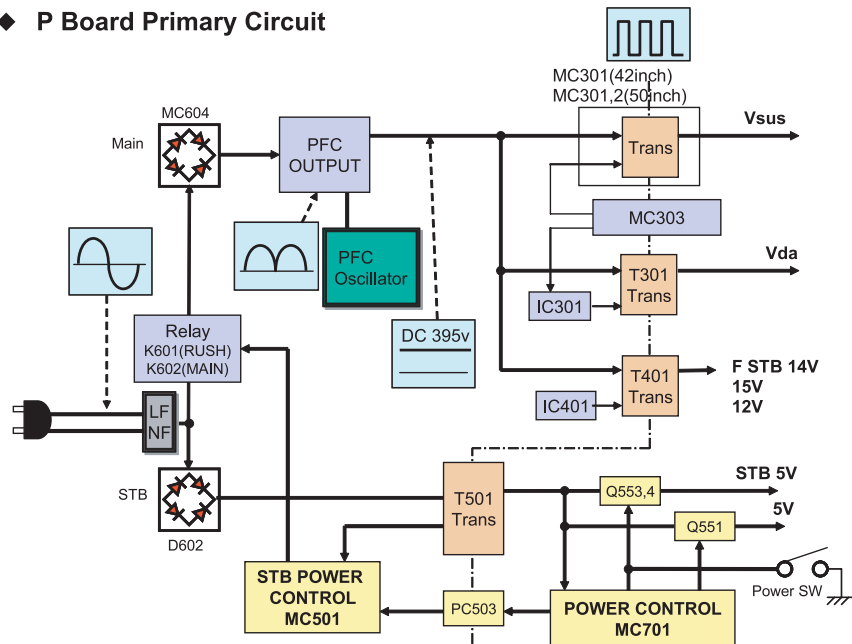 ◆ P Board Primary Circuit
MC301(42inch)
MC301,2(50inch)
MC604
Main
PFC
OUTPUT
Trans
Vsus
MC303
PFC
Oscillator
T301
Trans
Vda
IC301
Relay
K601(RUSH)
K602(MAIN)
DC 395v
T401
Trans
F STB 14V
15V
12V
IC401
LF
NF
STB
D602
T501
Trans
STB 5V
Q553,4
5V
Q551
STB POWER
CONTROL
MC501
PC503
POWER CONTROL
MC701
Power SW